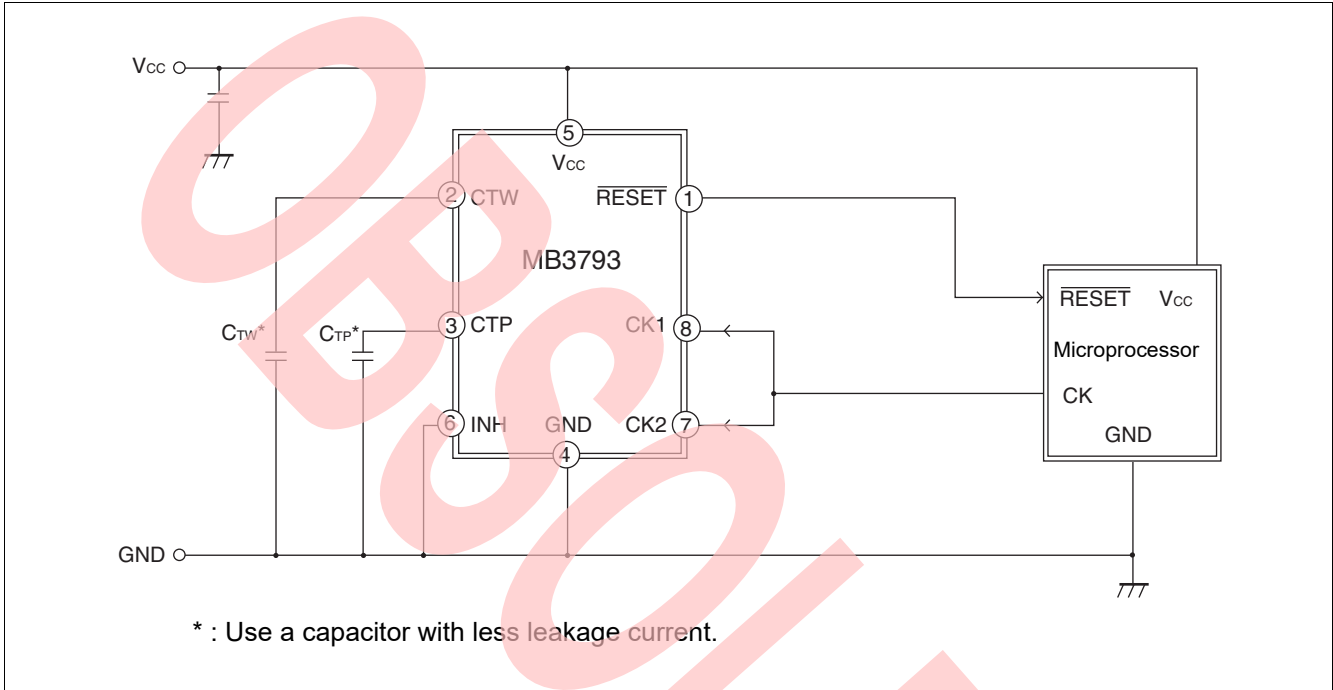 VCC
5
VCC
2 CTW
RESET 1
MB3793
RESET VCC
CTW*
CTP*
3 CTP
CK1 8
Microprocessor
CK
6 INH
GND
CK2 7
GND
4
GND
* : Use a capacitor with less leakage current.
OBSOL